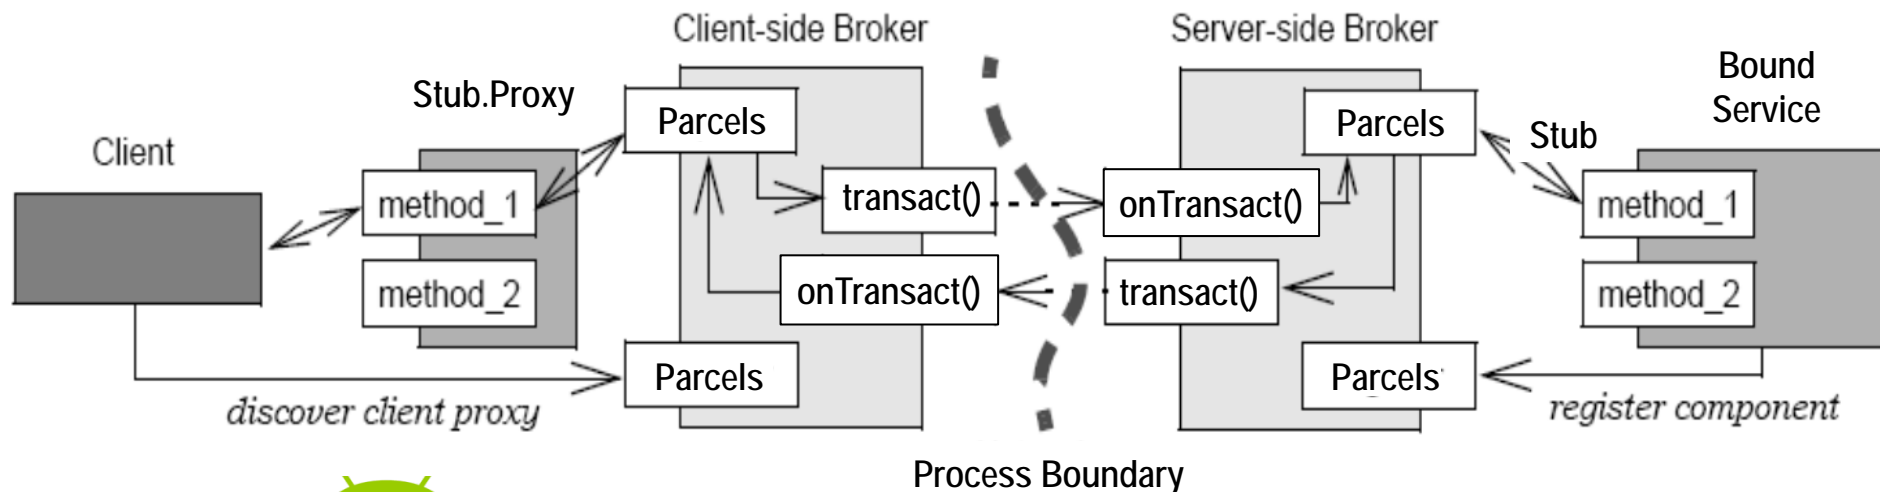 Client-side Broker
Server-side Broker
Bound
Service
Stub.Proxy
Parcels
Parcels
Stub
Client
method_1
transact()
onTransact()
method_1
method_2
onTransact()
transact()
method_2
Parcels
Parcels
discover client proxy
register component
Process Boundary